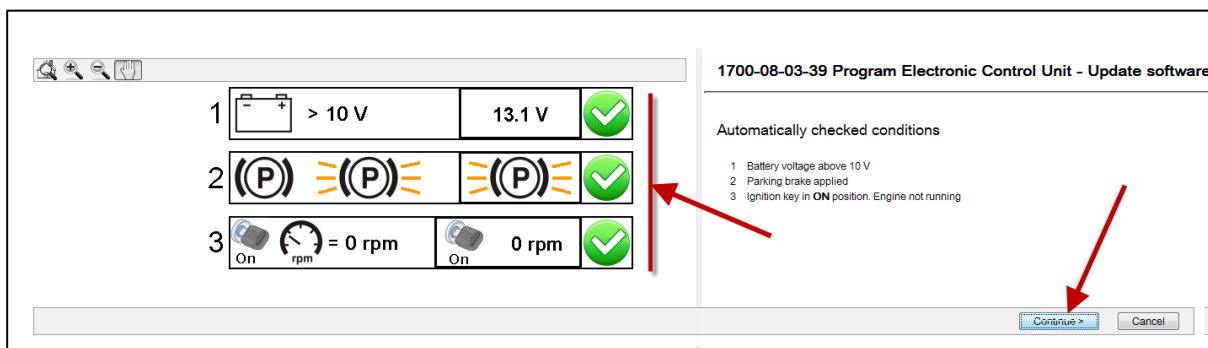 1 - + > 10 V 13.1 V
2 (P) (P) (P)
3 On rpm = 0 rpm On 0 rpm
1700-08-03-39 Program Electronic Control Unit - Update software
Automatically checked conditions
1 Battery voltage above 10 V
2 Parking brake applied
3 Ignition key in ON position. Engine not running
Continue > Cancel